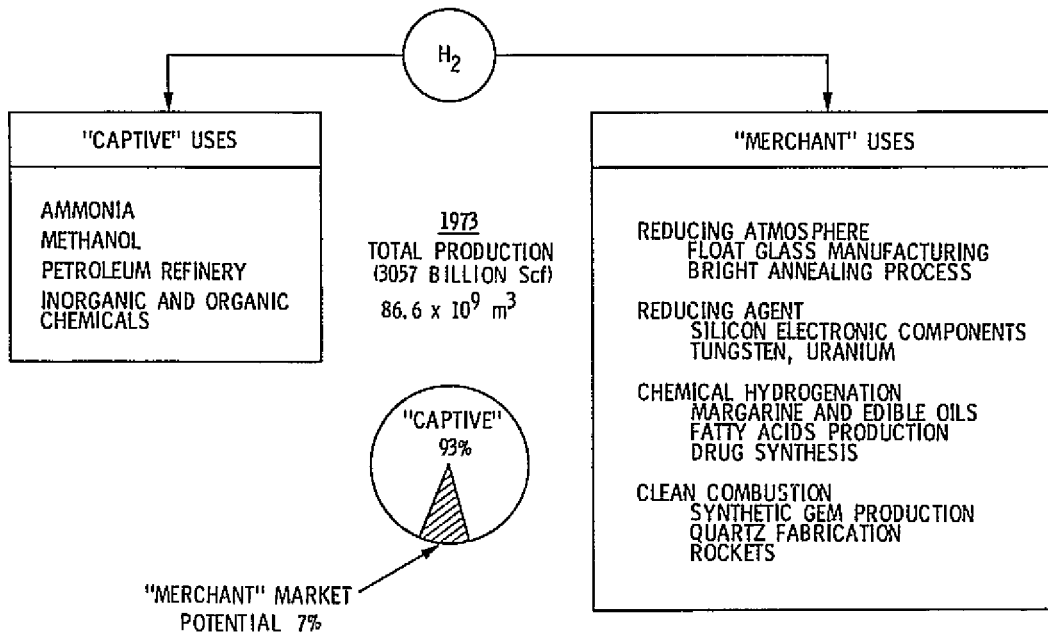 H2
"CAPTIVE" USES
AMMONIA
METHANOL
PETROLEUM REFINERY
INORGANIC AND ORGANIC
CHEMICALS
1973
TOTAL PRODUCTION
(3057 BILLION Scf)
86.6 x 10^9 m^3
"CAPTIVE"
93%
"MERCHANT" MARKET
POTENTIAL 7%
"MERCHANT" USES
REDUCING ATMOSPHERE
FLOAT GLASS MANUFACTURING
BRIGHT ANNEALING PROCESS
REDUCING AGENT
SILICON ELECTRONIC COMPONENTS
TUNGSTEN, URANIUM
CHEMICAL HYDROGENATION
MARGARINE AND EDIBLE OILS
FATTY ACIDS PRODUCTION
DRUG SYNTHESIS
CLEAN COMBUSTION
SYNTHETIC GEM PRODUCTION
QUARTZ FABRICATION
ROCKETS